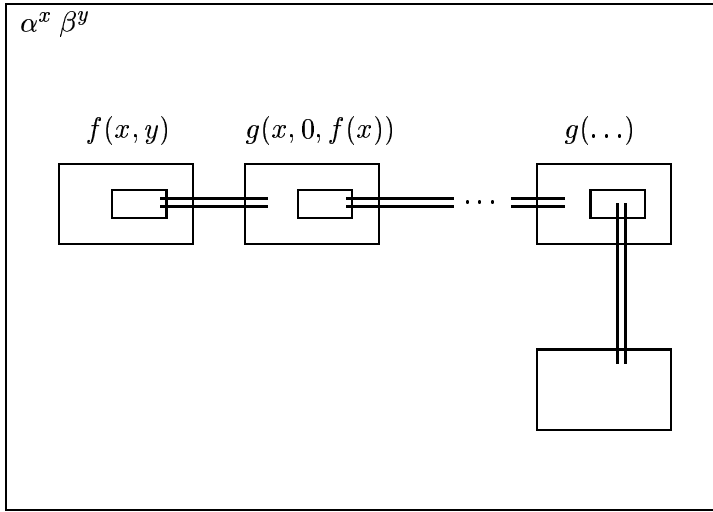 α^x β^y
f(x, y) g(x, 0, f(x)) g(...)
...